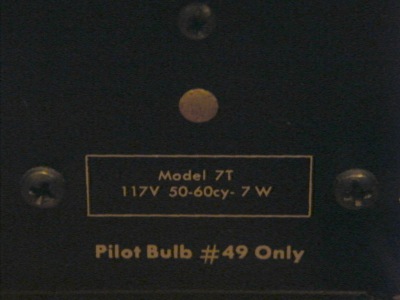 Model 7T
117V 50-60cy- 7 W
Pilot Bulb #49 Only